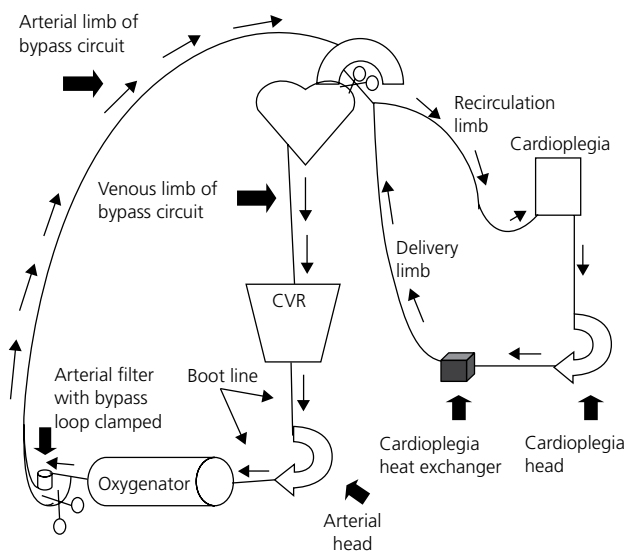 Arterial limb of
bypass circuit
Recirculation
limb
Cardioplegia
Venous limb of
bypass circuit
Delivery
limb
CVR
Arterial filter
with bypass
loop clamped
Boot line
Cardioplegia
heat exchanger
Cardioplegia
head
Oxygenator
Arterial
head